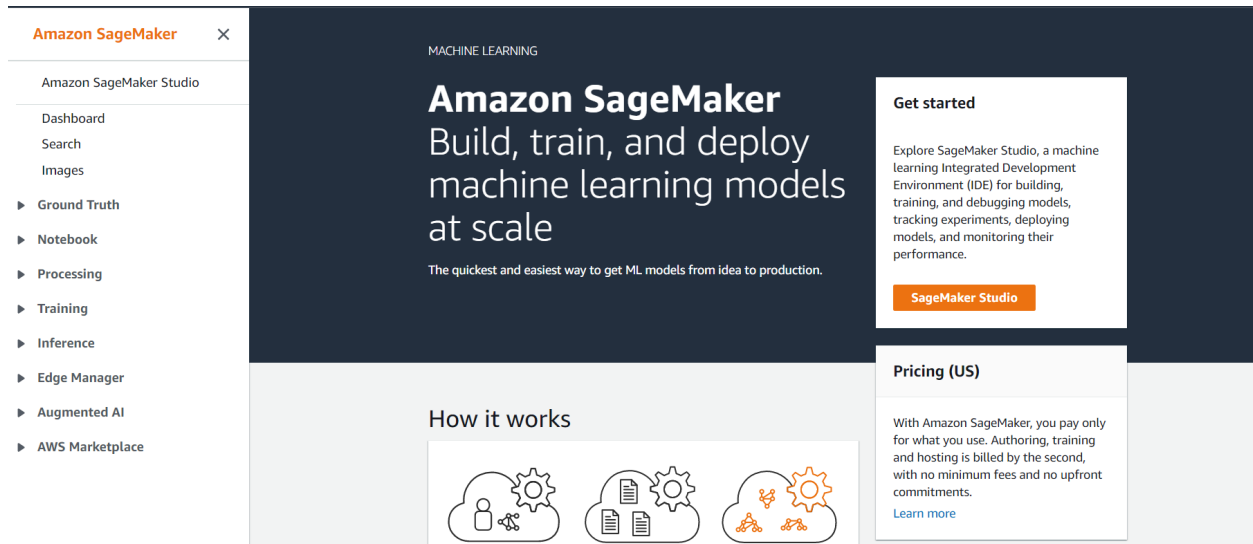 Amazon SageMaker
Amazon SageMaker Studio
Dashboard
Search
Images
Ground Truth
Notebook
Processing
Training
Inference
Edge Manager
Augmented AI
AWS Marketplace
MACHINE LEARNING
Amazon SageMaker
Build, train, and deploy
machine learning models
at scale
The quickest and easiest way to get ML models from idea to production.
Get started
Explore SageMaker Studio, a machine
learning Integrated Development
Environment (IDE) for building,
training, and debugging models,
tracking experiments, deploying
models, and monitoring their
performance.
SageMaker Studio
Pricing (US)
With Amazon SageMaker, you pay only
for what you use. Authoring, training
and hosting is billed by the second,
with no minimum fees and no upfront
commitments.
Learn more
How it works